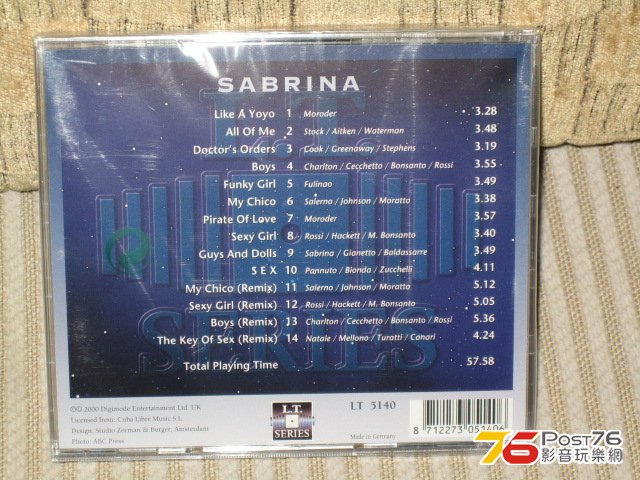 SABRINA
Like A Yoyo 1 Moroder 3.28
All Of Me 2 Stock / Aitken / Waterman 3.48
Doctor's Orders 3 Cook / Greenaway / Stephens 3.19
Boys 4 Charlton / Cecchetto / Bonsanto / Rossi 3.55
Funky Girl 5 Fulinao 3.49
My Chico 6 Salerno / Johnson / Moratto 3.38
Pirate Of Love 7 Moroder 3.57
Sexy Girl 8 Rossi / Hackett / M. Bonsanto 3.40
Guys And Dolls 9 Sabrina / Gianetto / Baldassarre 3.49
S E X 10 Pannuto / Bionda / Zucchelli 4.11
My Chico (Remix) 11 Salerno / Johnson / Moratto 5.12
Sexy Girl (Remix) 12 Rossi / Hackett / M. Bonsanto 5.05
Boys (Remix) 13 Charlton / Cecchetto / Bonsanto / Rossi 5.36
The Key Of Sex (Remix) 14 Natale / Meljono / Turatti / Canari 4.24
Total Playing Time 57.58
LT
SERIES
℗© 2000 Digimode Entertainment Ltd. UK
Licensed from: Cuba Libre Music S.L.
Design: Studio Zeeman & Burger, Amsterdam
Photo: ABC Press
LT
SERIES
LT 5140
Made in Germany
8 712273 051406
76 Post76
影音玩樂網